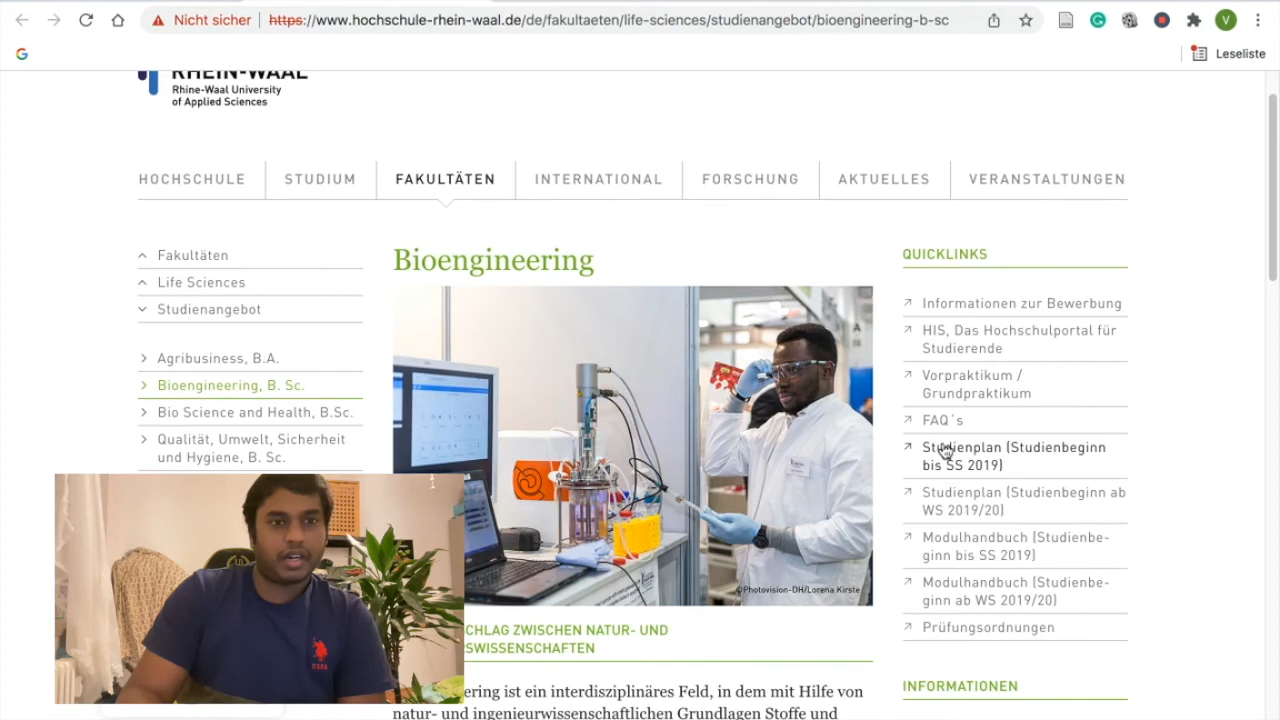 Nicht sicher
https://www.hochschule-rhein-waal.de/de/fakultaeten/life-sciences/studienangebot/bioengineering-b-sc
V
G
Leseliste
RHEIN-WAAL
Rhine-Waal University
of Applied Sciences
HOCHSCHULE
STUDIUM
FAKULTÄTEN
INTERNATIONAL
FORSCHUNG
AKTUELLES
VERANSTALTUNGEN
Fakultäten
Life Sciences
Studienangebot
Agribusiness, B.A.
Bioengineering, B. Sc.
Bio Science and Health, B.Sc.
Qualität, Umwelt, Sicherheit
und Hygiene, B. Sc.
Bioengineering
©Photovision-DH/Lorena Kirste
SCHLAG ZWISCHEN NATUR- UND
SWISSENSCHAFTEN
ering ist ein interdisziplinäres Feld, in dem mit Hilfe von
natur- und ingenieurwissenschaftlichen Grundlagen Stoffe und
QUICKLINKS
Informationen zur Bewerbung
HIS, Das Hochschulportal für
Studierende
Vorpraktikum /
Grundpraktikum
FAQ´s
Studienplan (Studienbeginn
bis SS 2019)
Studienplan (Studienbeginn ab
WS 2019/20)
Modulhandbuch (Studienbe-
ginn bis SS 2019)
Modulhandbuch (Studienbe-
ginn ab WS 2019/20)
Prüfungsordnungen
INFORMATIONEN